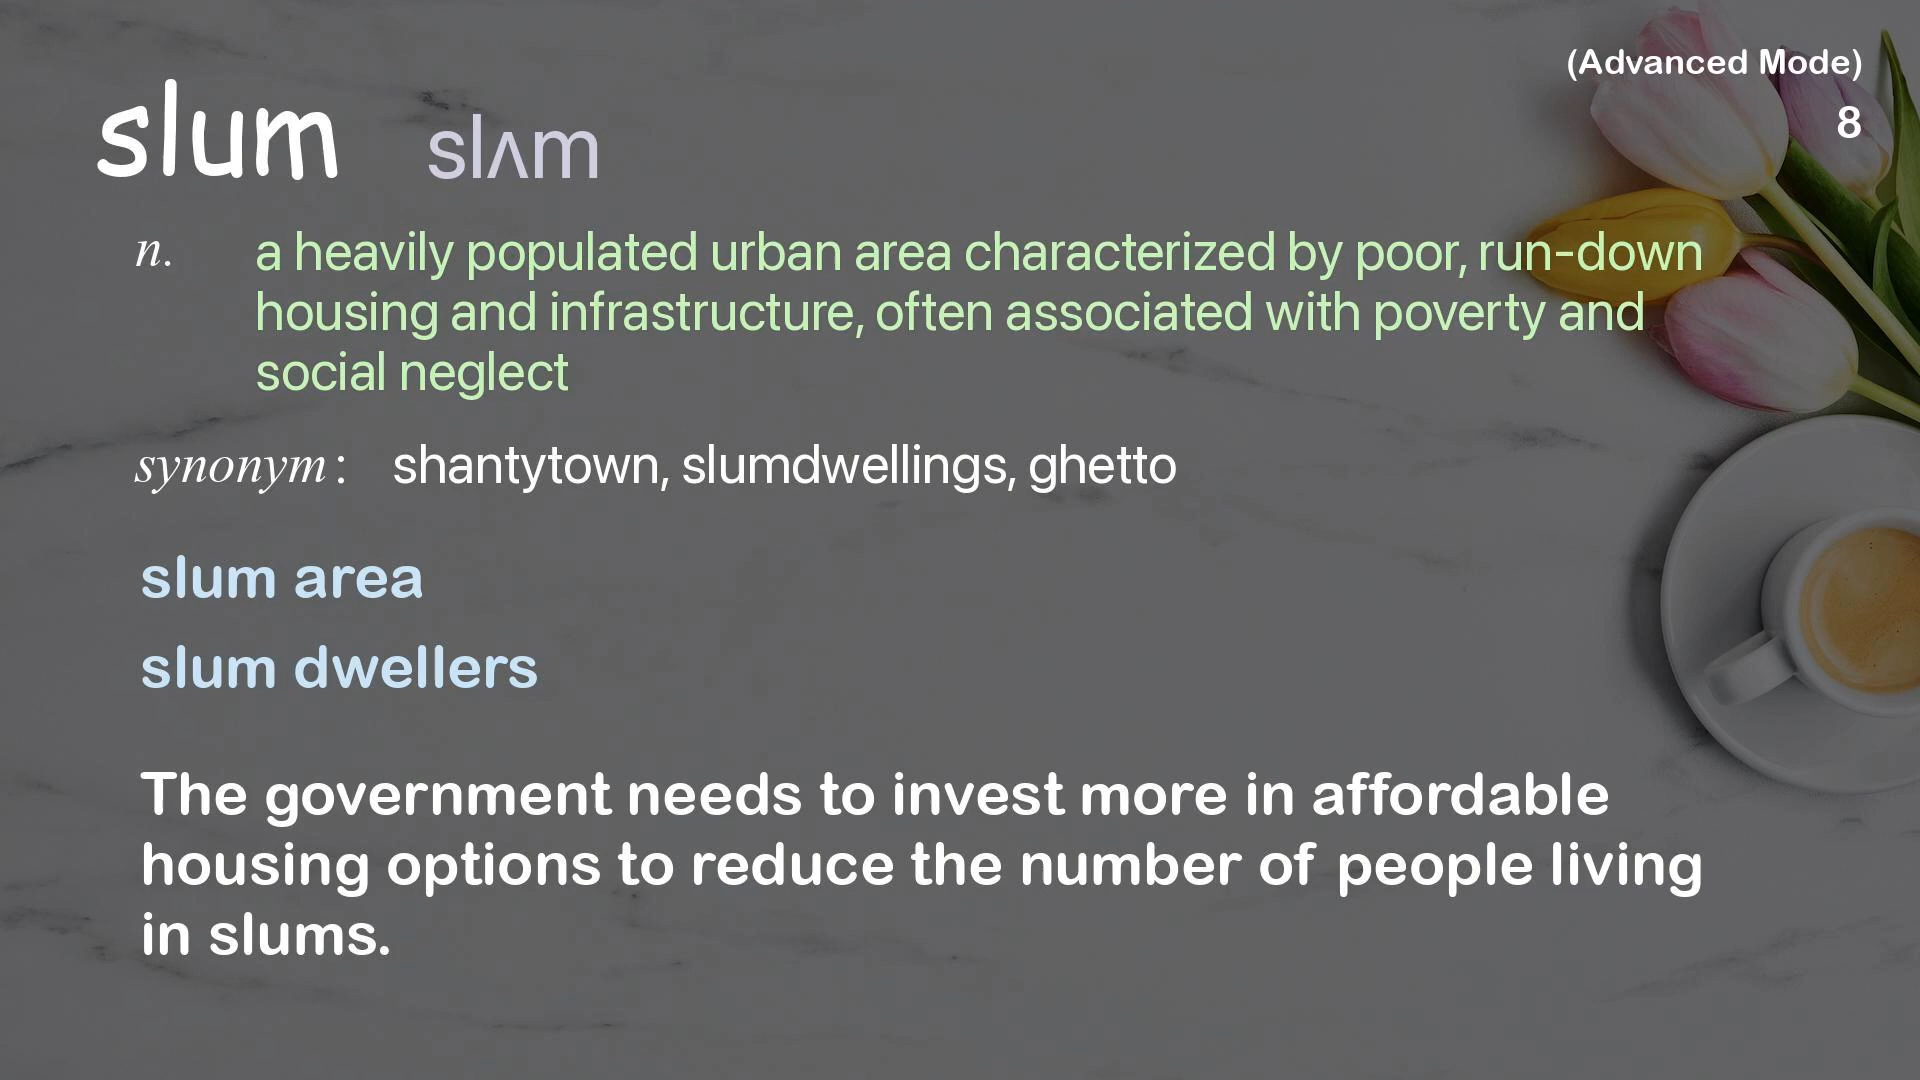 (Advanced Mode)
8
slum slʌm
n. a heavily populated urban area characterized by poor, run-down
housing and infrastructure, often associated with poverty and
social neglect
synonym: shantytown, slumdwellings, ghetto
slum area
slum dwellers
The government needs to invest more in affordable
housing options to reduce the number of people living
in slums.